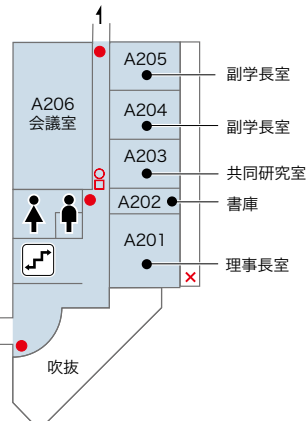 1
A205
副学長室
A206
会議室
A204
副学長室
A203
共同研究室
A202
書庫
A201
理事長室
吹抜